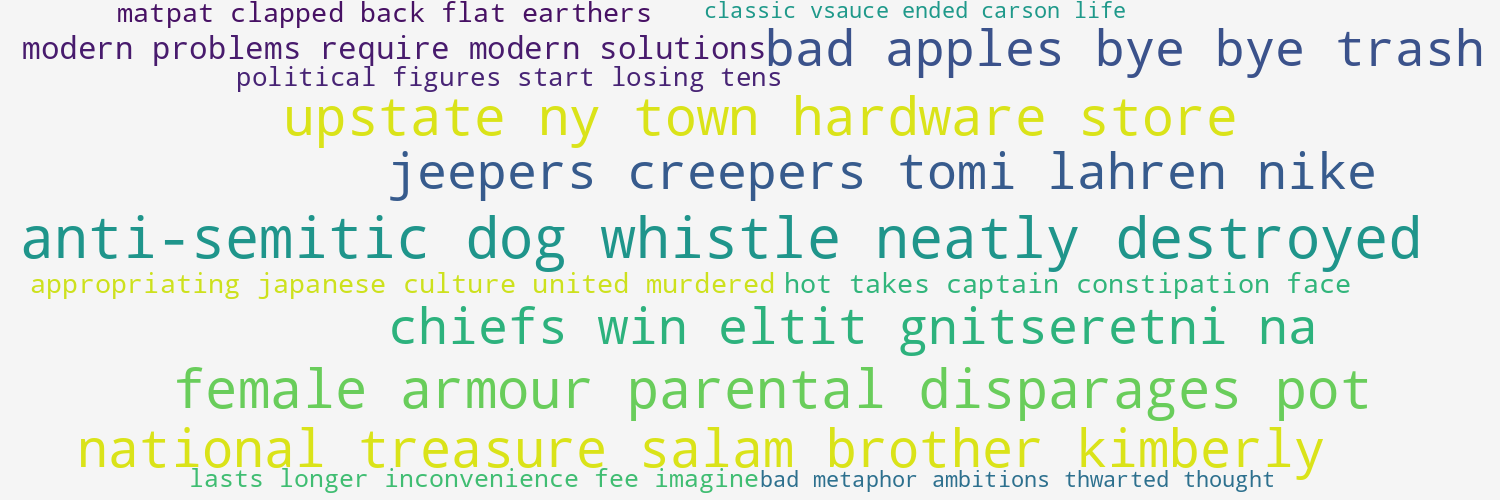 matpat clapped back flat earthers
classic vsauce ended carson life
modern problems require modern solutions
bad apples bye bye trash
political figures start losing tens
upstate ny town hardware store
jeepers creepers tomi lahren nike
anti-semitic dog whistle neatly destroyed
appropriating japanese culture united murdered
hot takes captain constipation face
chiefs win eltit gnitseretni na
female armour parental disparages pot
national treasure salam brother kimberly
lasts longer inconvenience fee imagine
bad metaphor ambitions thwarted thought